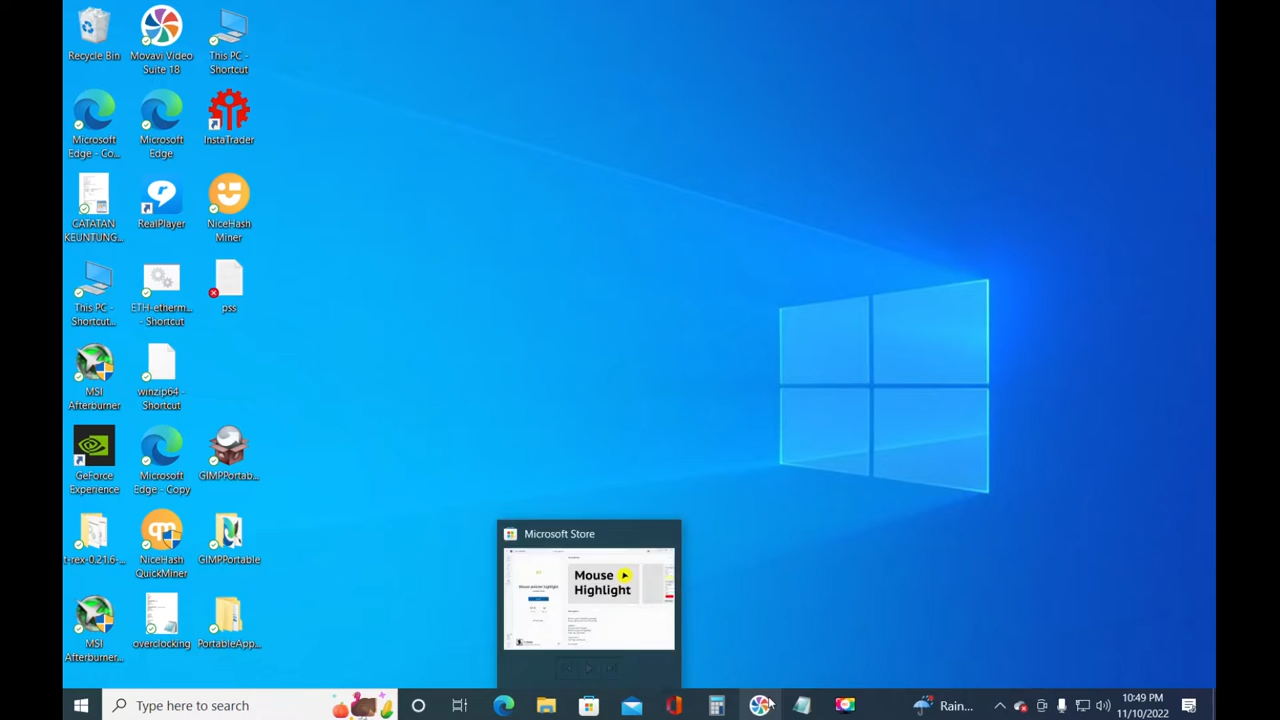 Recycle Bin
Movavi Video
Suite 18
This PC -
Shortcut
Microsoft
Edge - Co...
Microsoft
Edge
InstaTrader
CATATAN
KEUNTUNG...
RealPlayer
NiceHash
Miner
This PC -
Shortcut...
ETH-etherm...
- Shortcut
pss
MSI
Afterburner
winzip64 -
Shortcut
GeForce
Experience
Microsoft
Edge - Copy
GIMPPortab...
t-rex-0.21.6-...
NiceHash
QuickMiner
GIMPPortable
MSI
Afterburner...
overclocking
PortableApp...
Microsoft Store
Mouse
Highlight
Mouse pointer highlight
Type here to search
Rain...
10:49 PM
11/10/2022